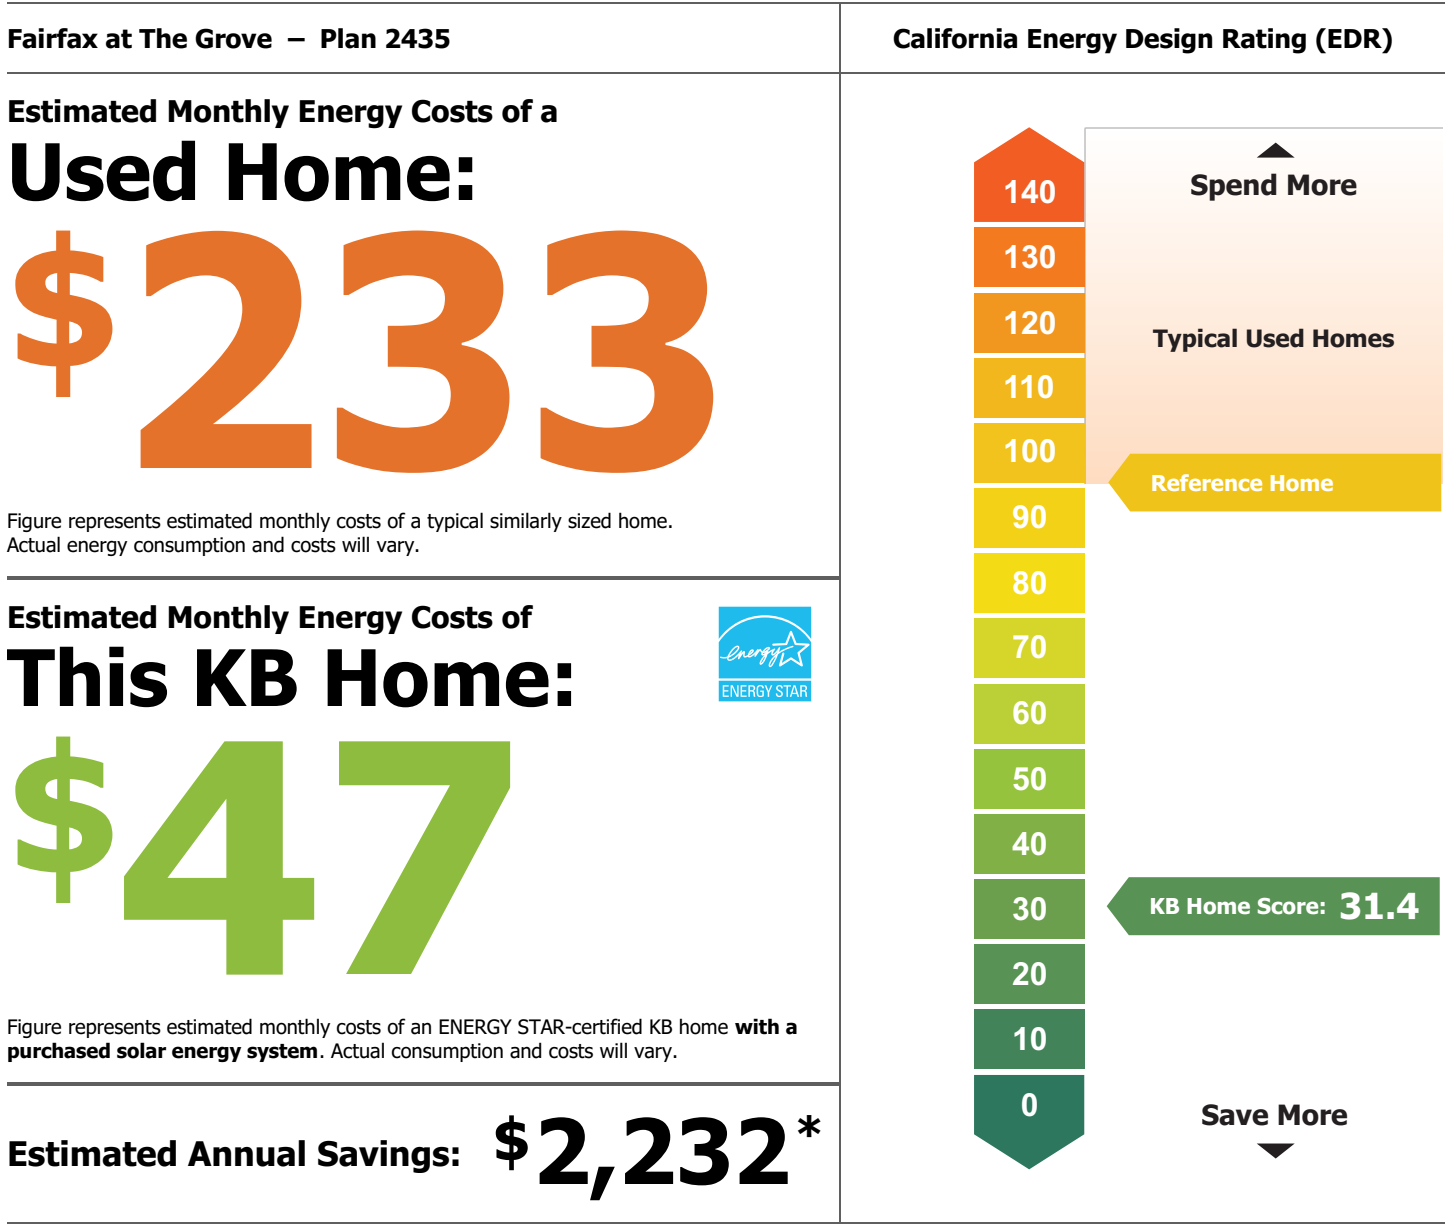 Fairfax at The Grove – Plan 2435
Estimated Monthly Energy Costs of a
Used Home:
$233
Figure represents estimated monthly costs of a typical similarly sized home.
Actual energy consumption and costs will vary.
Estimated Monthly Energy Costs of
This KB Home:
energy
ENERGY STAR
$47
Figure represents estimated monthly costs of an ENERGY STAR-certified KB home with a
purchased solar energy system. Actual consumption and costs will vary.
Estimated Annual Savings: $2,232*
California Energy Design Rating (EDR)
Spend More
140
130
120
Typical Used Homes
110
100
Reference Home
90
80
70
60
50
40
30
KB Home Score: 31.4
20
10
0
Save More